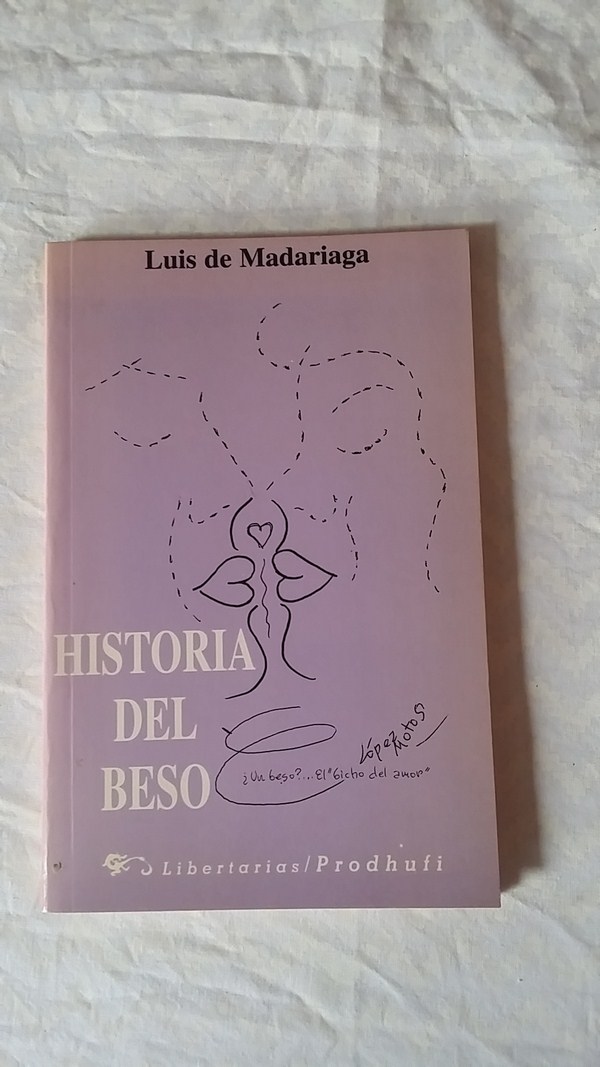 Luis de Madariaga
HISTORIA
DEL
BESO
López
Motos
¿Un beso?... El "bicho del amor"
Libertarias/Prodhufi